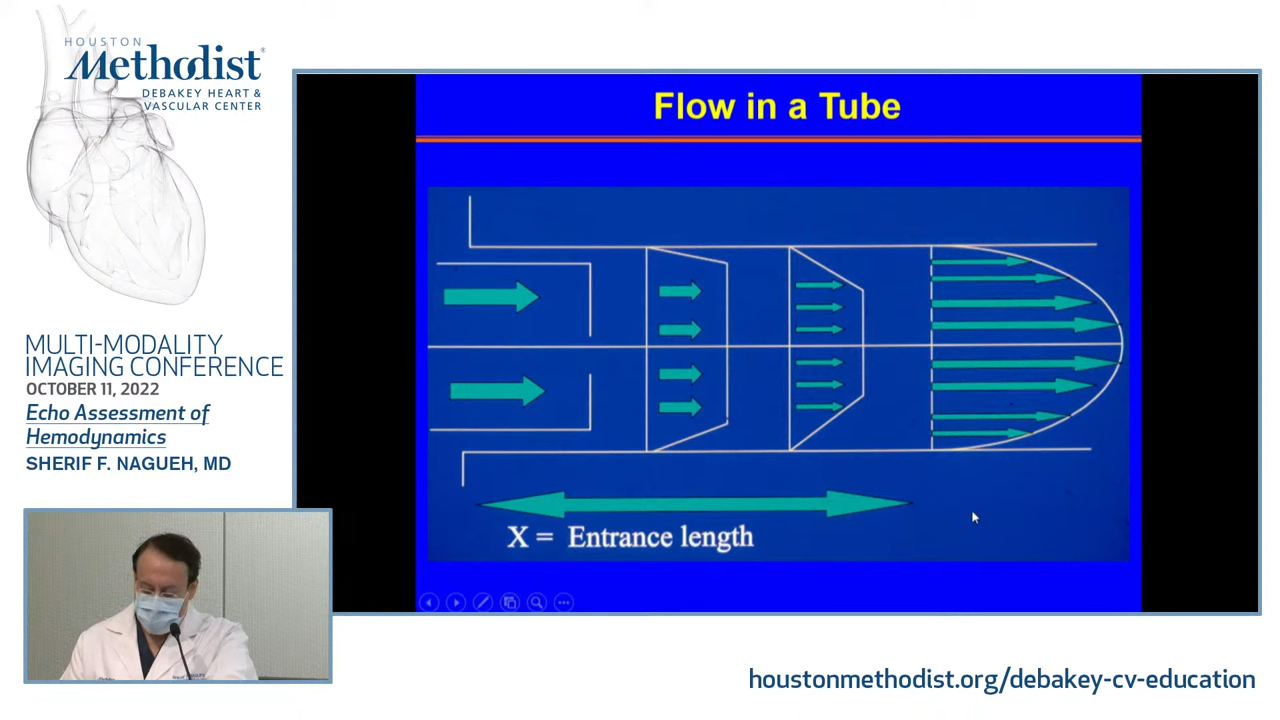 HOUSTON
Methodist®
DEBAKEY HEART &
VASCULAR CENTER
MULTI-MODALITY
IMAGING CONFERENCE
OCTOBER 11, 2022
Echo Assessment of
Hemodynamics
SHERIF F. NAGUEH, MD
Flow in a Tube
X = Entrance length
houstonmethodist.org/debakey-cv-education